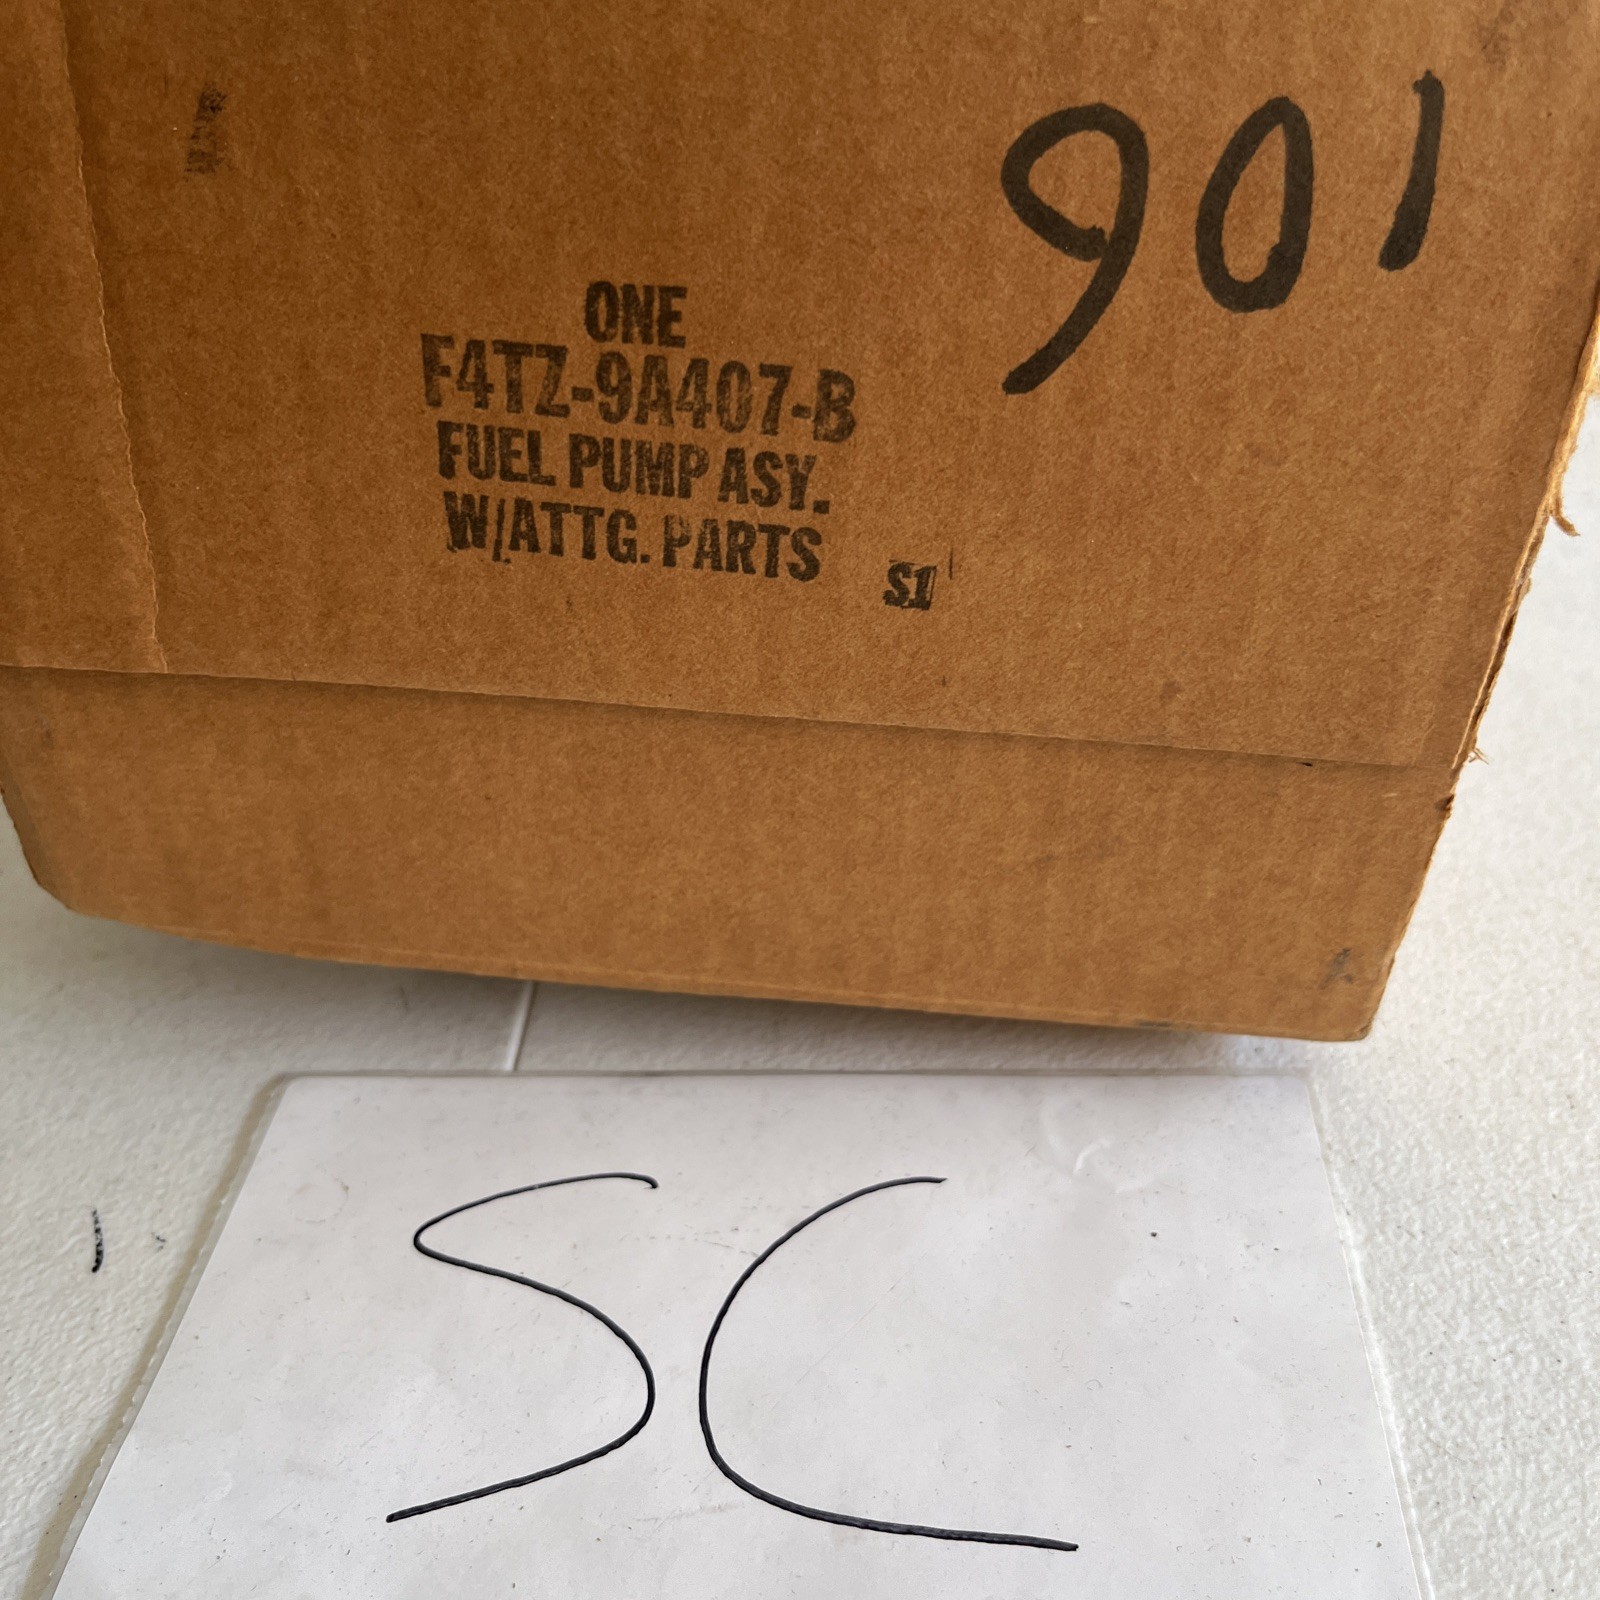 901
ONE
F4TZ-9A407-B
FUEL PUMP ASY.
W/ATTG. PARTS
S1
SC